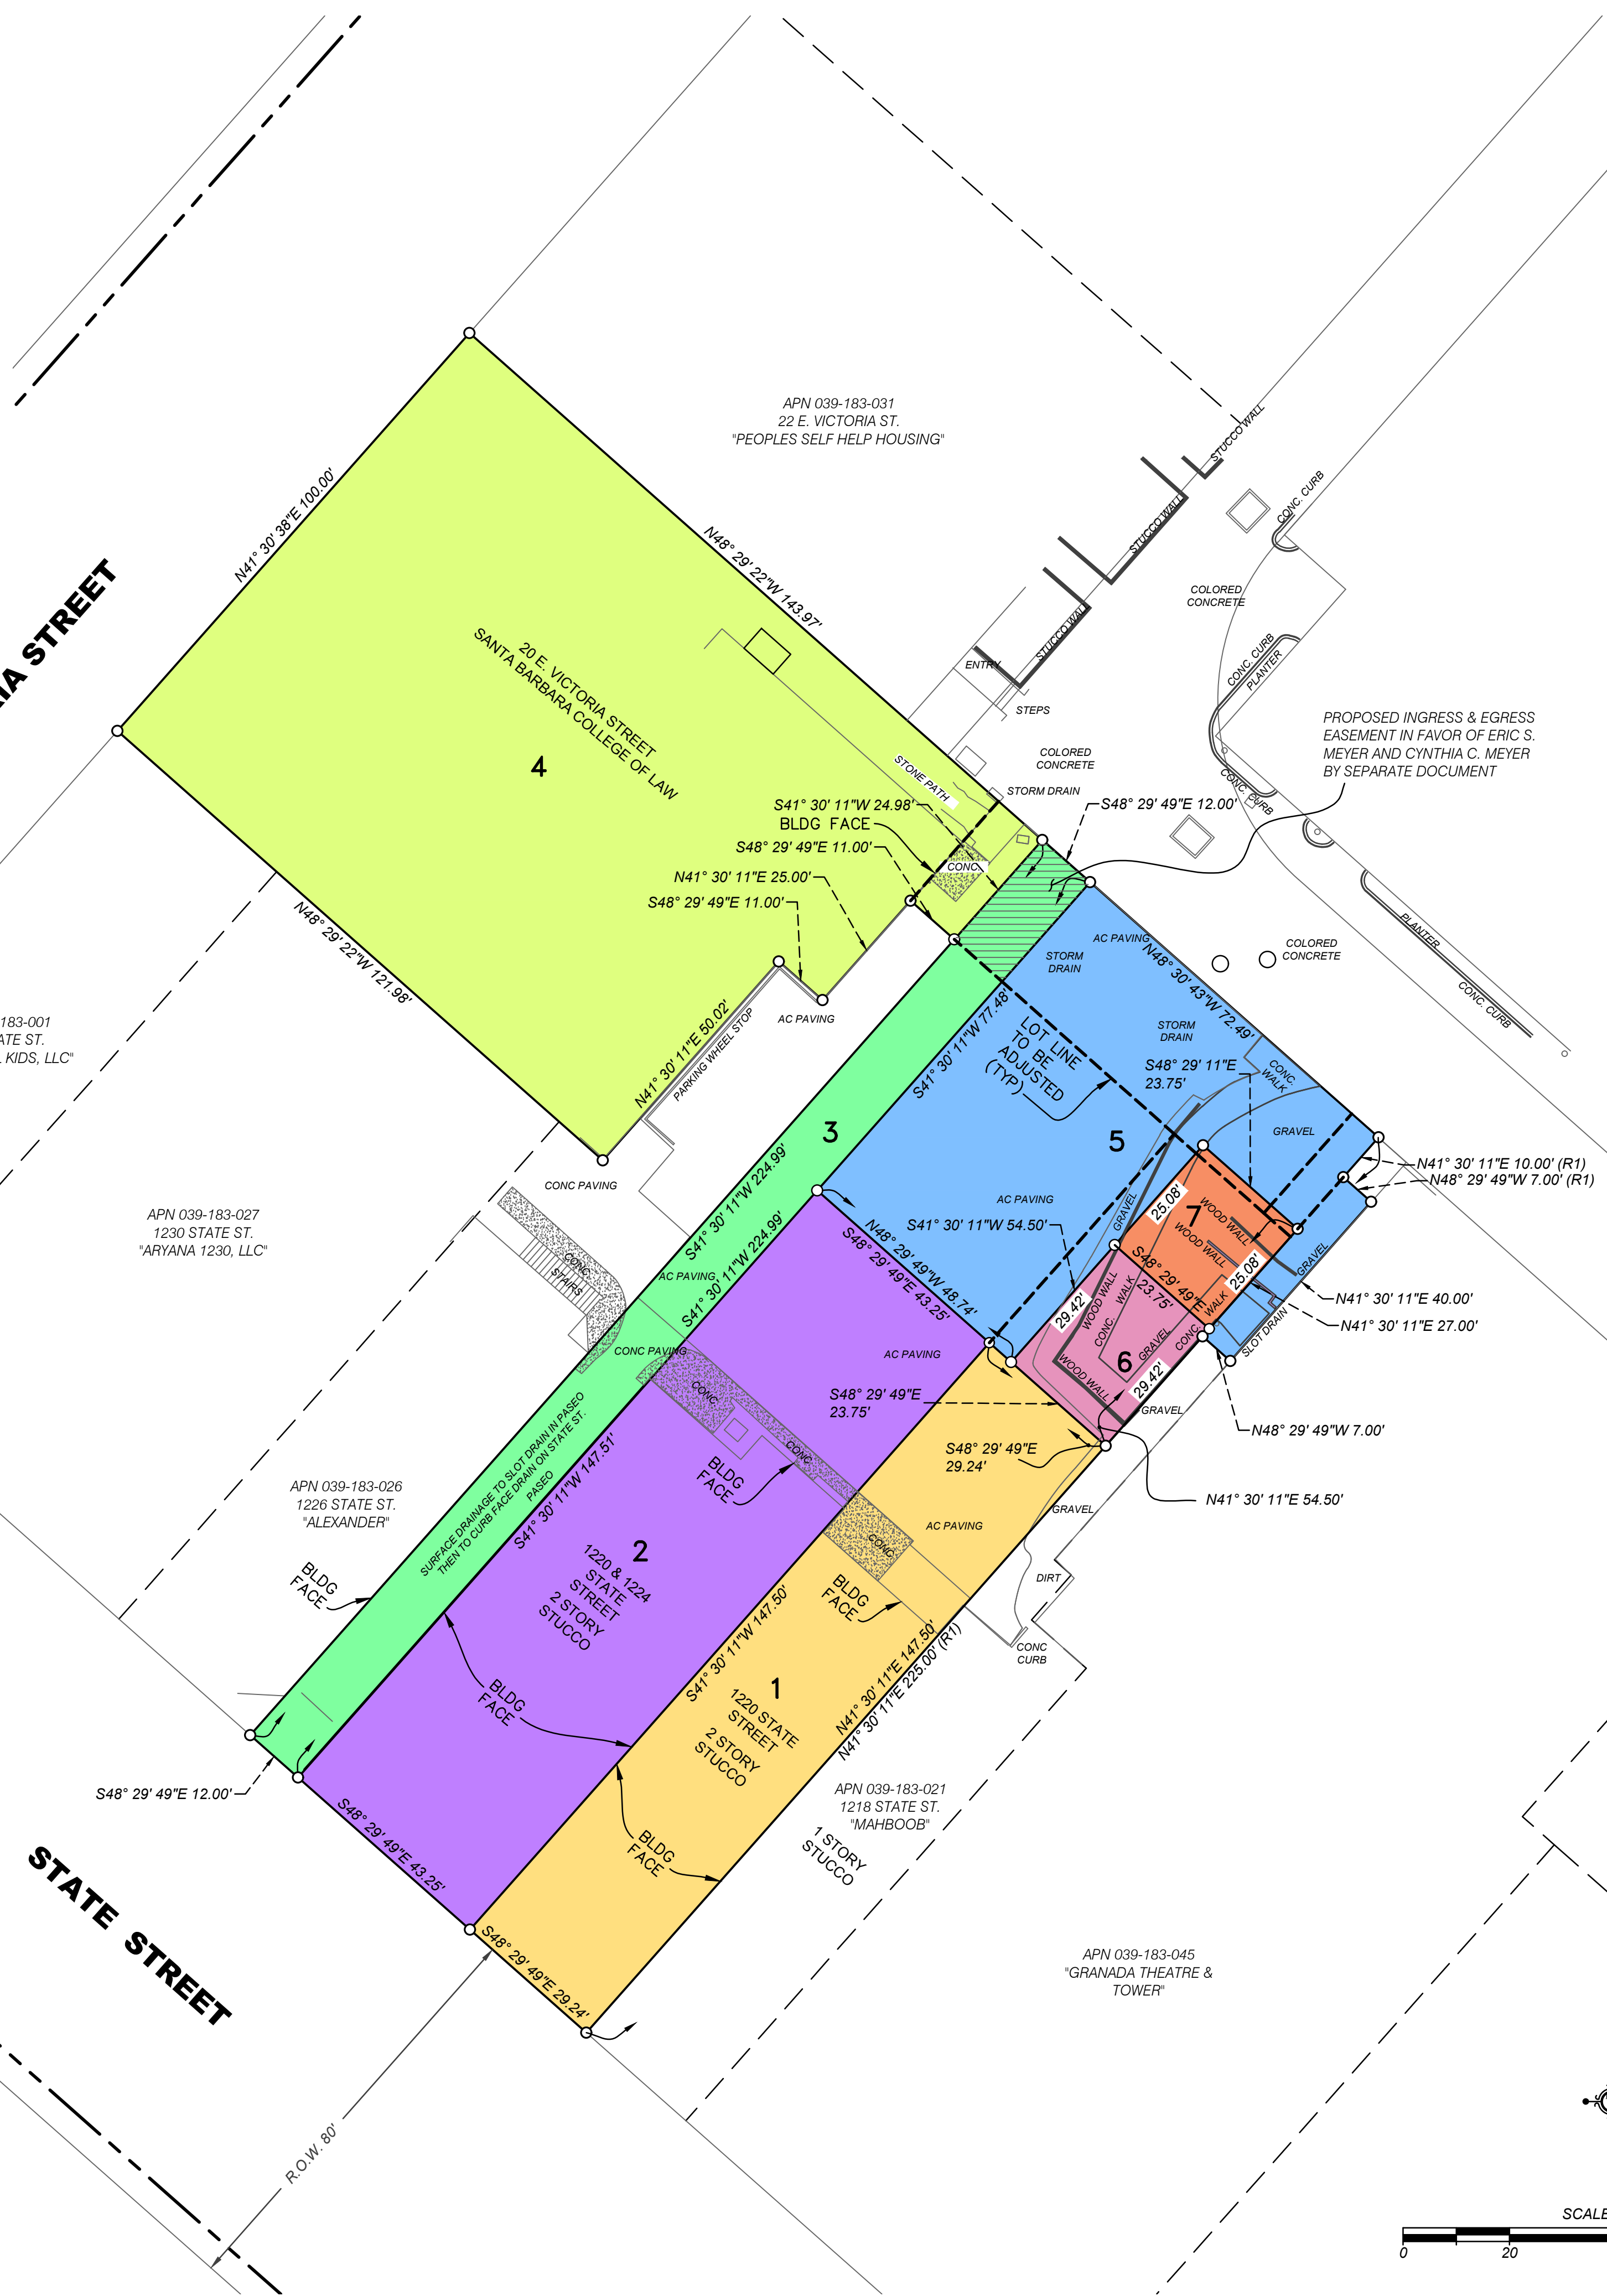 APN 039-183-031
22 E. VICTORIA ST.
"PEOPLES SELF HELP HOUSING"
STUCCO WALL
CONC. CURB
STUCCO WALL
N41° 30' 38"E 100.00'
N48° 29' 22"W 143.97'
IA STREET
COLORED
CONCRETE
STUCCO WALL
CONC. CURB
PLANTER
ENTRY
STEPS
20 E. VICTORIA STREET
SANTA BARBARA COLLEGE OF LAW
4
PROPOSED INGRESS & EGRESS
EASEMENT IN FAVOR OF ERIC S.
MEYER AND CYNTHIA C. MEYER
BY SEPARATE DOCUMENT
COLORED
CONCRETE
STONE PATH
STORM DRAIN
CONC. CURB
S41° 30' 11"W 24.98'
S48° 29' 49"E 12.00'
BLDG FACE
S48° 29' 49"E 11.00'
CONC.
N41° 30' 11"E 25.00'
S48° 29' 49"E 11.00'
N48° 29' 22"W 121.98'
AC PAVING
STORM
DRAIN
N48° 30' 43"W 72.49'
COLORED
CONCRETE
PLANTER
CONC. CURB
183-001
ATE ST.
KIDS, LLC"
N41° 30' 11"E 50.02'
PARKING WHEEL STOP
AC PAVING
S41° 30' 11"W 77.48'
LOT LINE
TO BE
ADJUSTED
(TYP)
STORM
DRAIN
S48° 29' 11"E
23.75'
CONC.
WALK
3
5
GRAVEL
N41° 30' 11"E 10.00' (R1)
N48° 29' 49"W 7.00' (R1)
CONC PAVING
APN 039-183-027
1230 STATE ST.
"ARYANA 1230, LLC"
S41° 30' 11"W 224.99'
S41° 30' 11"W 224.99'
AC PAVING
GRAVEL
25.08'
7
WOOD WALL
WOOD WALL
S41° 30' 11"W 54.50'
N48° 29' 49"W 48.74'
S48° 29' 49"E 43.25'
S48° 29' 49"E
23.75'
25.08'
GRAVEL
CONC.
STAIRS
AC PAVING
29.42'
WOOD WALL
CONC.
WALK
WALK
CONC.
N41° 30' 11"E 40.00'
N41° 30' 11"E 27.00'
SLOT DRAIN
CONC PAVING
AC PAVING
GRAVEL
6
WOOD WALL
29.42'
CONC.
GRAVEL
S48° 29' 49"E
23.75'
N48° 29' 49"W 7.00'
SURFACE DRAINAGE TO SLOT DRAIN IN PASEO
THEN TO CURB FACE DRAIN ON STATE ST.
PASEO
CONC.
BLDG
FACE
S48° 29' 49"E
29.24'
N41° 30' 11"E 54.50'
APN 039-183-026
1226 STATE ST.
"ALEXANDER"
S41° 30' 11"W 147.51'
GRAVEL
AC PAVING
CONC.
2
1220 & 1224
STATE
STREET
2 STORY
STUCCO
BLDG
FACE
BLDG
FACE
DIRT
CONC
CURB
S41° 30' 11"W 147.50'
N41° 30' 11"E 147.50'
N41° 30' 11"E 225.00' (R1)
1
1220 STATE
STREET
2 STORY
STUCCO
BLDG
FACE
S48° 29' 49"E 12.00'
APN 039-183-021
1218 STATE ST.
"MAHBOOB"
1 STORY
STUCCO
S48° 29' 49"E 43.25'
BLDG
FACE
STATE STREET
S48° 29' 49"E 29.24'
APN 039-183-045
"GRANADA THEATRE &
TOWER"
R.O.W. 80'
SCALE
0 20